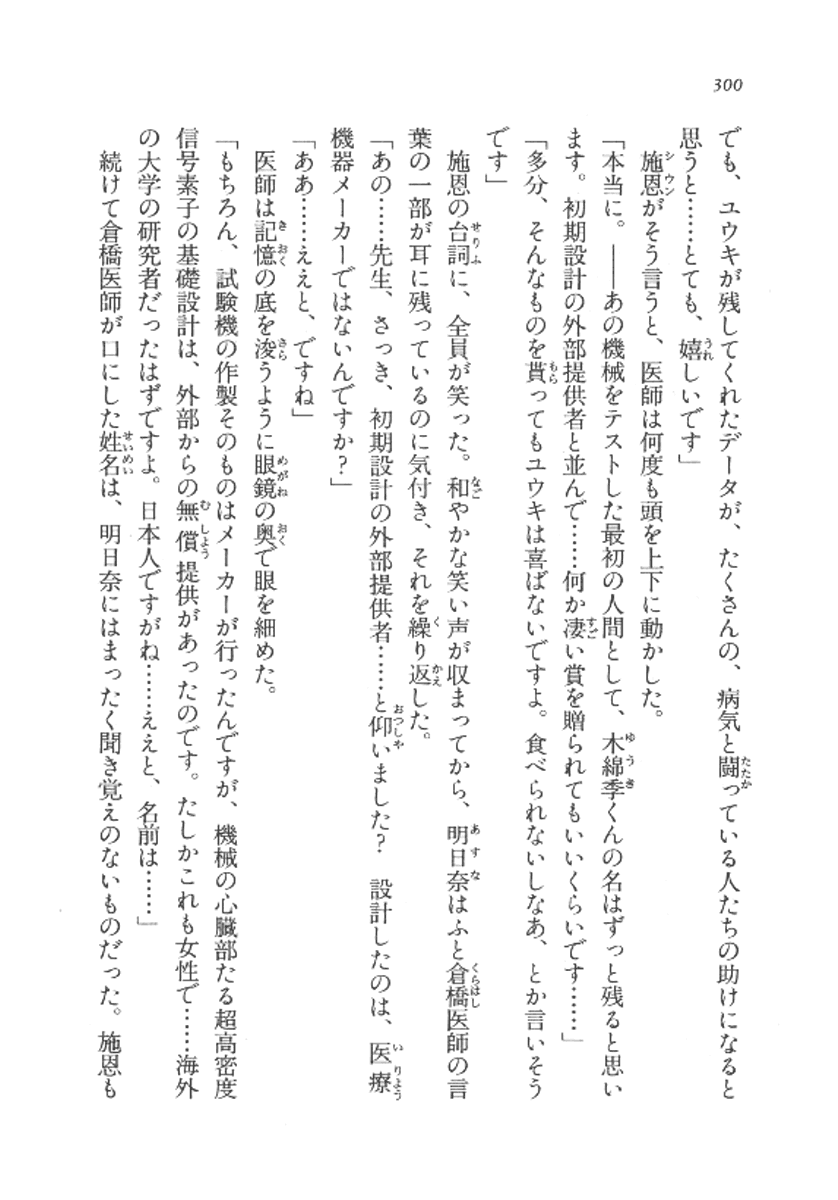 300
でも、ユウキが残してくれたデータが、たくさんの、病気と闘っている人たちの助けになると
思うと……とても、嬉しいです」
施恩がそう言うと、医師は何度も頭を上下に動かした。
「本当に。――あの機械をテストした最初の人間として、木綿季くんの名はずっと残ると思い
ます。初期設計の外部提供者と並んで……何か凄い賞を贈られてもいいくらいです……」
「多分、そんなものを貰ってもユウキは喜ばないですよ。食べられないしなあ、とか言いそう
です」
施恩の台詞に、全員が笑った。和やかな笑い声が収まってから、明日奈はふと倉橋医師の言
葉の一部が耳に残っているのに気付き、それを繰り返した。
「あの……先生、さっき、初期設計の外部提供者……と仰いました？　設計したのは、医療
機器メーカーではないんですか？」
「ああ……ええと、ですね」
医師は記憶の底を浚うように眼鏡の奥で眼を細めた。
「もちろん、試験機の作製そのものはメーカーが行ったんですが、機械の心臓部たる超高密度
信号素子の基礎設計は、外部からの無償提供があったのです。たしかこれも女性で……海外
の大学の研究者だったはずですよ。日本人ですがね……ええと、名前は……」
続けて倉橋医師が口にした姓名は、明日奈にはまったく聞き覚えのないものだった。施恩も